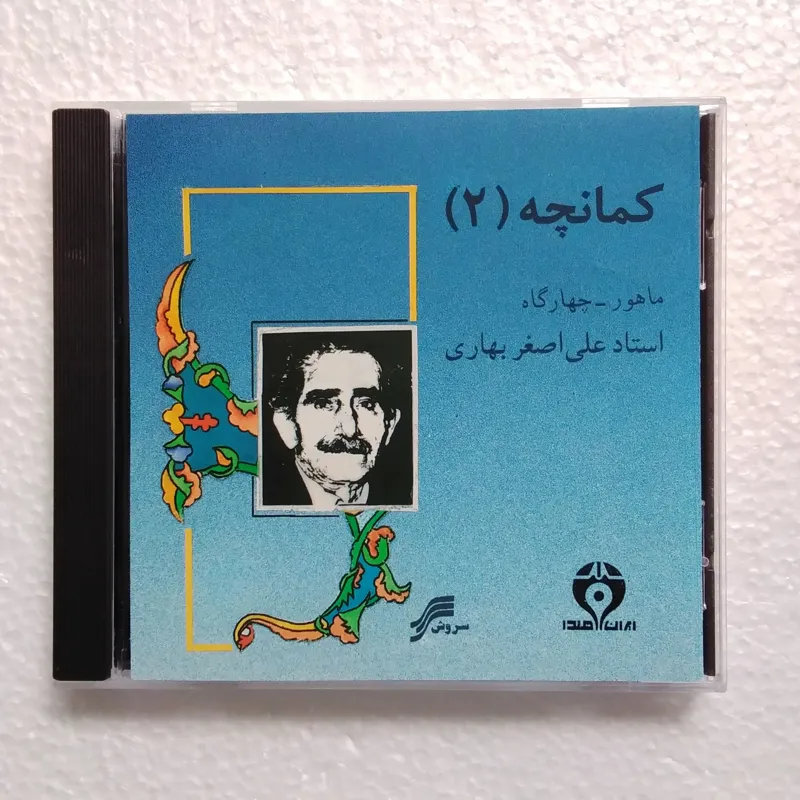 کمانچه (۲)
ماهور - چهارگاه
استاد علی اصغر بهاری
سروش
ایران صدا